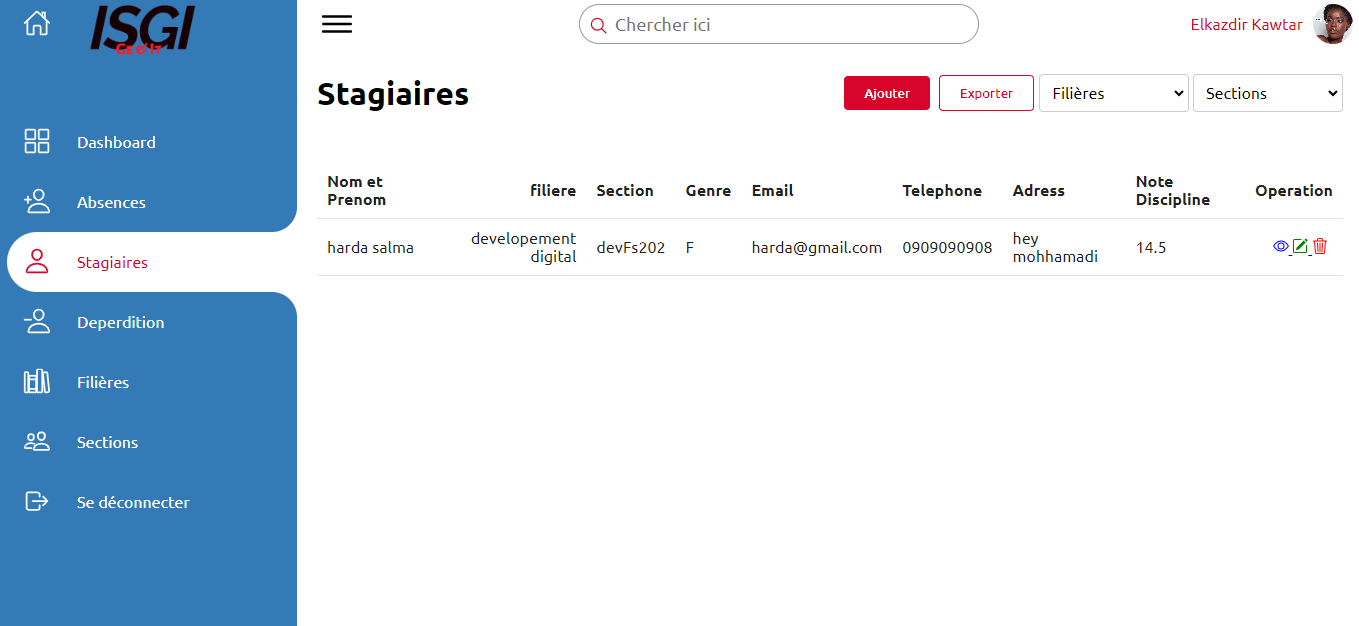 ISGI
Geo It
Chercher ici
Elkazdir Kawtar
Dashboard
Absences
Stagiaires
Deperdition
Filières
Sections
Se déconnecter
Stagiaires
Ajouter
Exporter
Filières
Sections
Nom et Prenom
filiere
Section
Genre
Email
Telephone
Adress
Note Discipline
Operation
harda salma
developement digital
devFs202
F
harda@gmail.com
0909090908
hey mohhamadi
14.5